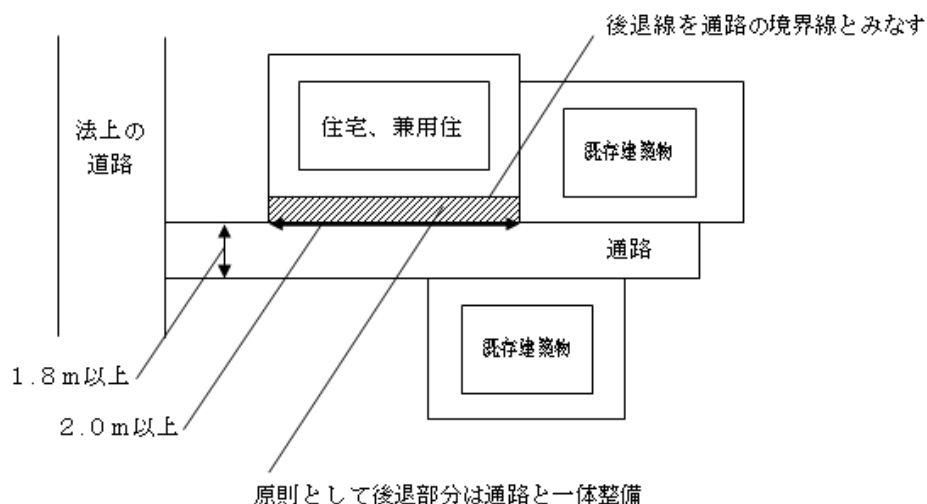 後退線を通路の境界線とみなす
法上の
道路
住宅、兼用住
既存建築物
通路
既存建築物
1.8m以上
2.0m以上
原則として後退部分は通路と一体整備